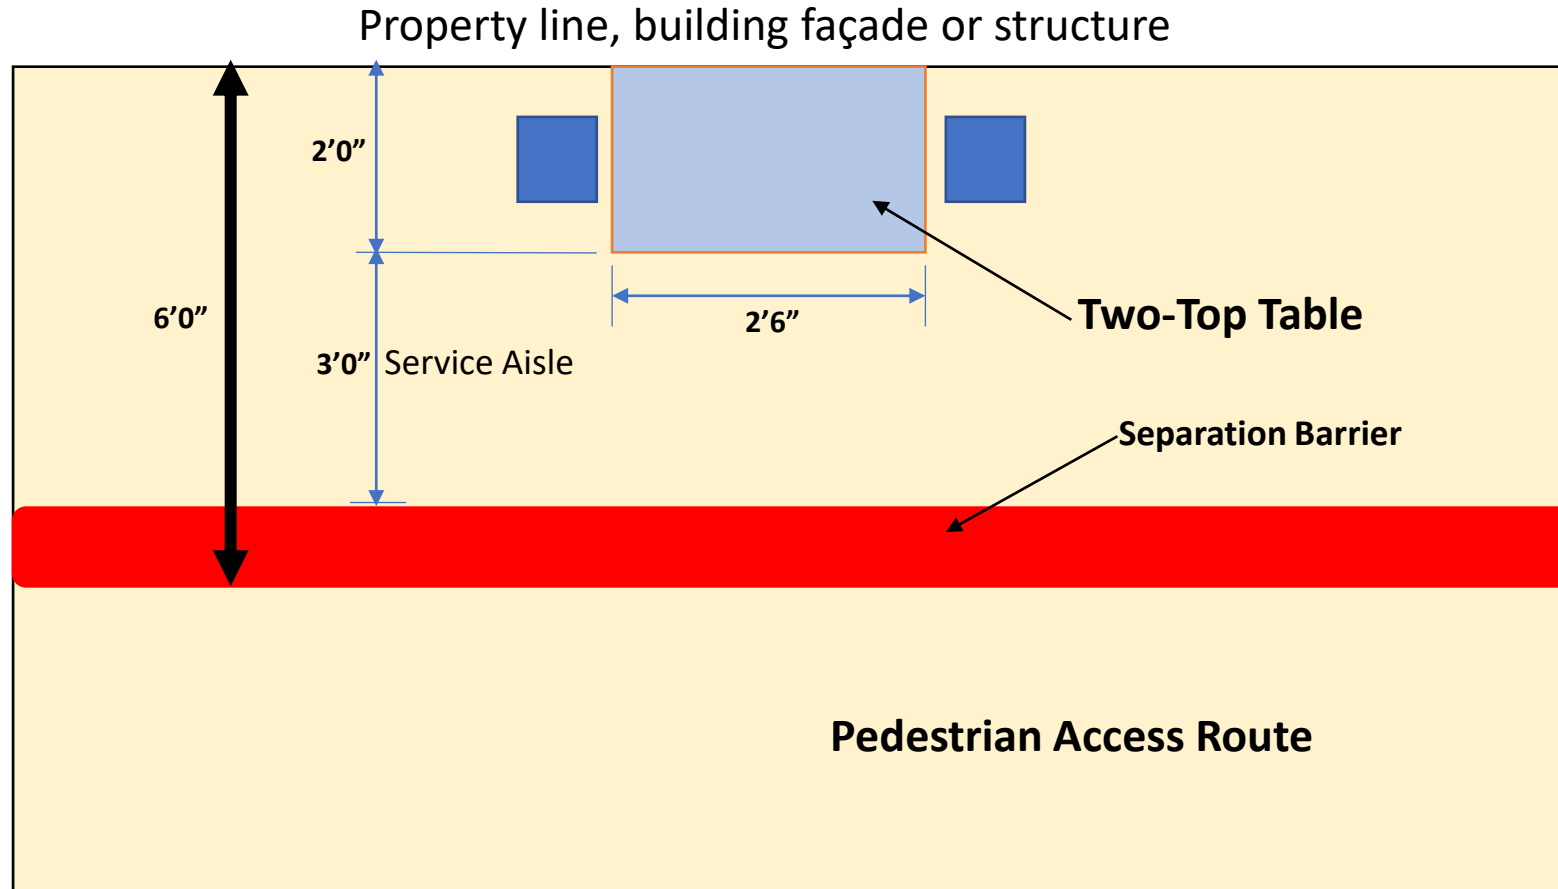 Property line, building façade or structure
2’0”
6’0”
2’6”
Two-Top Table
3’0” Service Aisle
Separation Barrier
Pedestrian Access Route